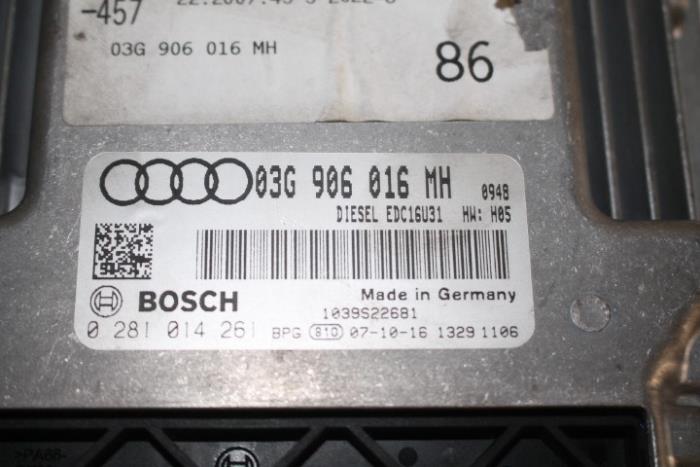 -457
03G 906 016 MH
86
03G 906 016 MH 0948
DIESEL EDC16U31 HW: H05
BOSCH
Made in Germany
1039S22681
0 281 014 261 BPG 810 07-10-16 1329 1106